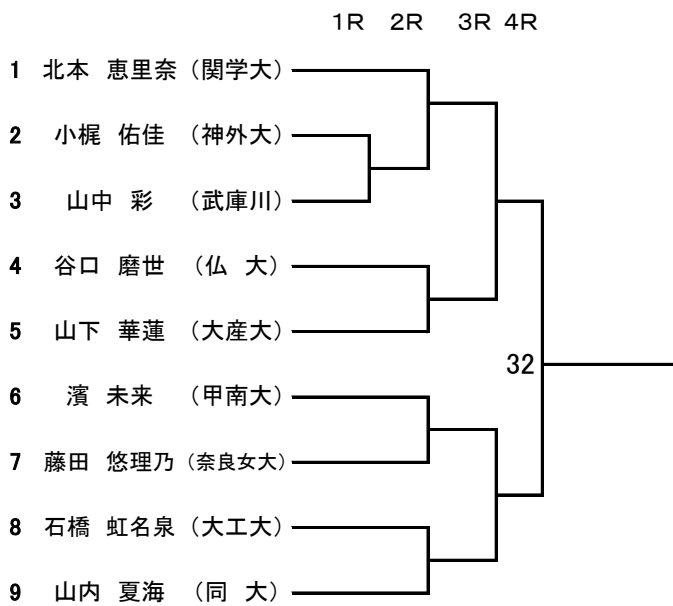 1R 2R 3R 4R
1 北本 恵里奈 （関学大）
2 小梶 佑佳 （神外大）
3 山中 彩 （武庫川）
4 谷口 磨世 （仏 大）
5 山下 華蓮 （大産大）
32
6 濱 未来 （甲南大）
7 藤田 悠理乃 （奈良女大）
8 石橋 虹名泉 （大工大）
9 山内 夏海 （同 大）